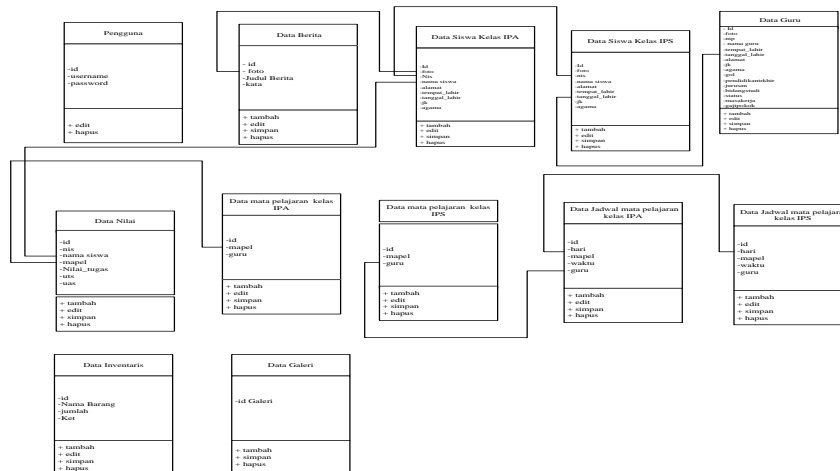 Pengguna
-id
-username
-password
+ edit
+ hapus
Data Berita
- id
- foto
-Judul Berita
-kata
+ tambah
+ edit
+ simpan
+ hapus
Data Siswa Kelas IPA
-Id
-foto
-Nis
-nama siswa
-alamat
-tempat_lahir
-tanggal_lahir
-jk
-agama
+ tambah
+ edit
+ simpan
+ hapus
Data Siswa Kelas IPS
-Id
-foto
-nis
-nama siswa
-alamat
-tempat_lahir
-tanggal_lahir
-jk
-agama
+ tambah
+ edit
+ simpan
+ hapus
Data Guru
- Id
-foto
-nip
- nama guru
-tempat_lahir
-tanggal_lahir
-alamat
-jk
-agama
-gol
-pendidikanterkhir
-jurusan
-bidangstudi
-status
-masakerja
-gajipokok
+ tambah
+ edit
+ simpan
+ hapus
Data Nilai
-id
-nis
-nama siswa
-mapel
-Nilai_tugas
-uts
-uas
+ tambah
+ edit
+ simpan
+ hapus
Data mata pelajaran kelas
IPA
-id
-mapel
-guru
+ tambah
+ edit
+ simpan
+ hapus
Data mata pelajaran kelas
IPS
-id
-mapel
-guru
+ tambah
+ edit
+ simpan
+ hapus
Data Jadwal mata pelajaran
kelas IPA
-id
-hari
-mapel
-waktu
-guru
+ tambah
+ edit
+ simpan
+ hapus
Data Jadwal mata pelajara
kelas IPS
-id
-hari
-mapel
-waktu
-guru
+ tambah
+ edit
+ simpan
+ hapus
Data Inventaris
-id
-Nama Barang
-jumlah
-Ket
+ tambah
+ edit
+ simpan
+ hapus
Data Galeri
-id Galeri
+ tambah
+ simpan
+ hapus